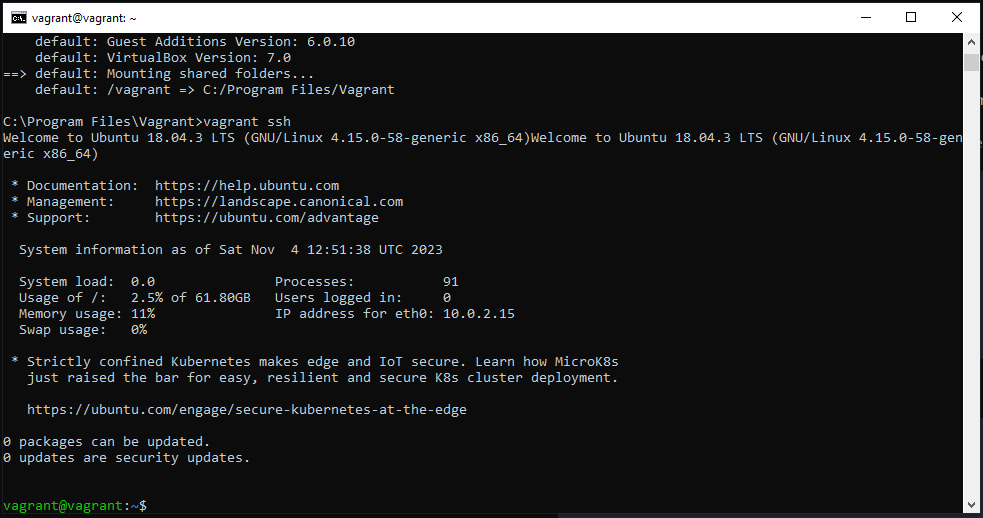 vagrant@vagrant: ~
default: Guest Additions Version: 6.0.10
default: VirtualBox Version: 7.0
==> default: Mounting shared folders...
default: /vagrant => C:/Program Files/Vagrant
C:\Program Files\Vagrant>vagrant ssh
Welcome to Ubuntu 18.04.3 LTS (GNU/Linux 4.15.0-58-generic x86_64)Welcome to Ubuntu 18.04.3 LTS (GNU/Linux 4.15.0-58-gen
eric x86_64)
* Documentation:  https://help.ubuntu.com
* Management:     https://landscape.canonical.com
* Support:        https://ubuntu.com/advantage
System information as of Sat Nov  4 12:51:38 UTC 2023
System load:  0.0               Processes:           91
Usage of /:   2.5% of 61.80GB   Users logged in:     0
Memory usage: 11%               IP address for eth0: 10.0.2.15
Swap usage:   0%
* Strictly confined Kubernetes makes edge and IoT secure. Learn how MicroK8s
just raised the bar for easy, resilient and secure K8s cluster deployment.
https://ubuntu.com/engage/secure-kubernetes-at-the-edge
0 packages can be updated.
0 updates are security updates.
vagrant@vagrant:~$